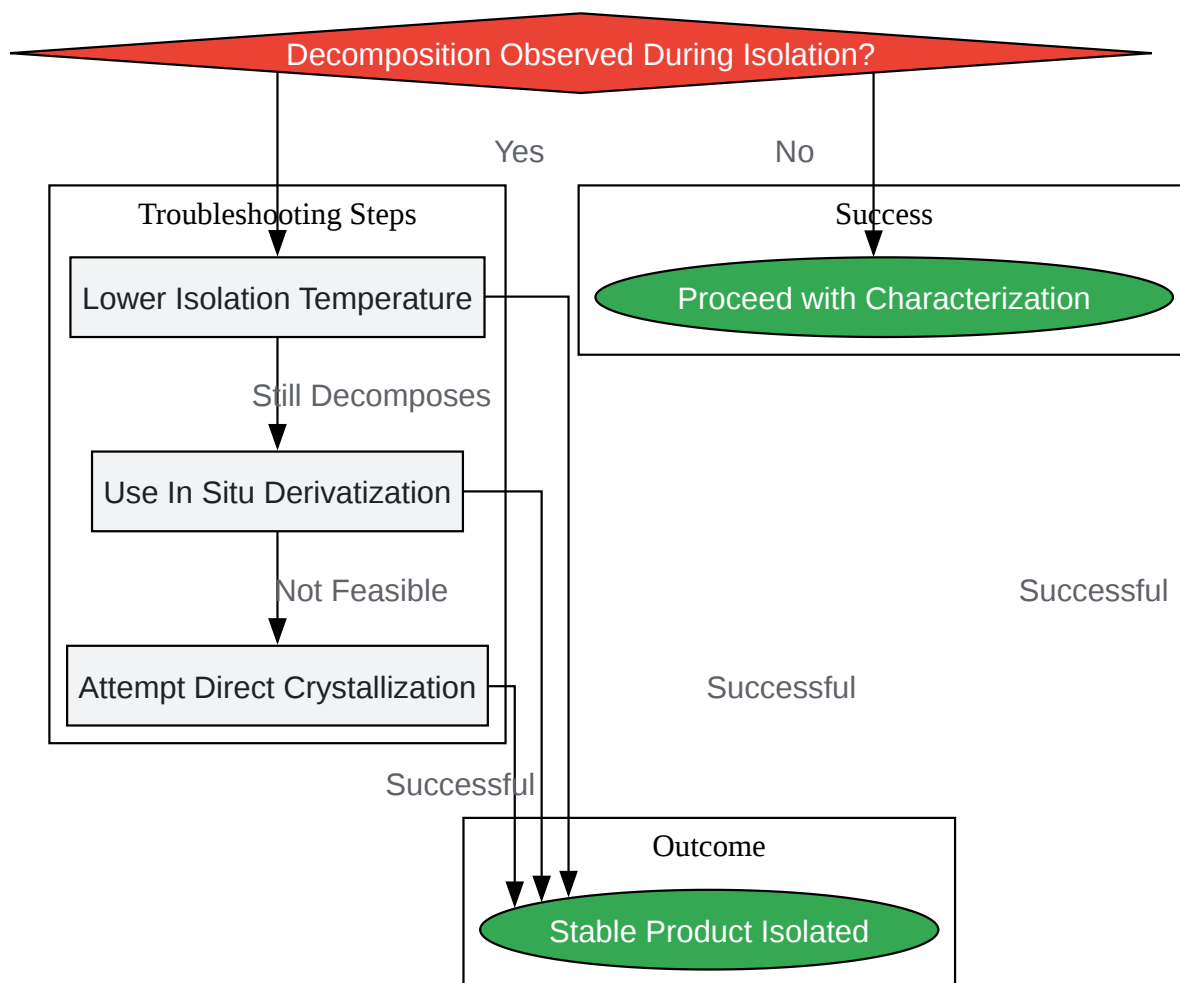 Decomposition Observed During Isolation?
Yes
No
Troubleshooting Steps
Success
Lower Isolation Temperature
Proceed with Characterization
Still Decomposes
Use In Situ Derivatization
Not Feasible
Successful
Attempt Direct Crystallization
Successful
Successful
Outcome
Stable Product Isolated